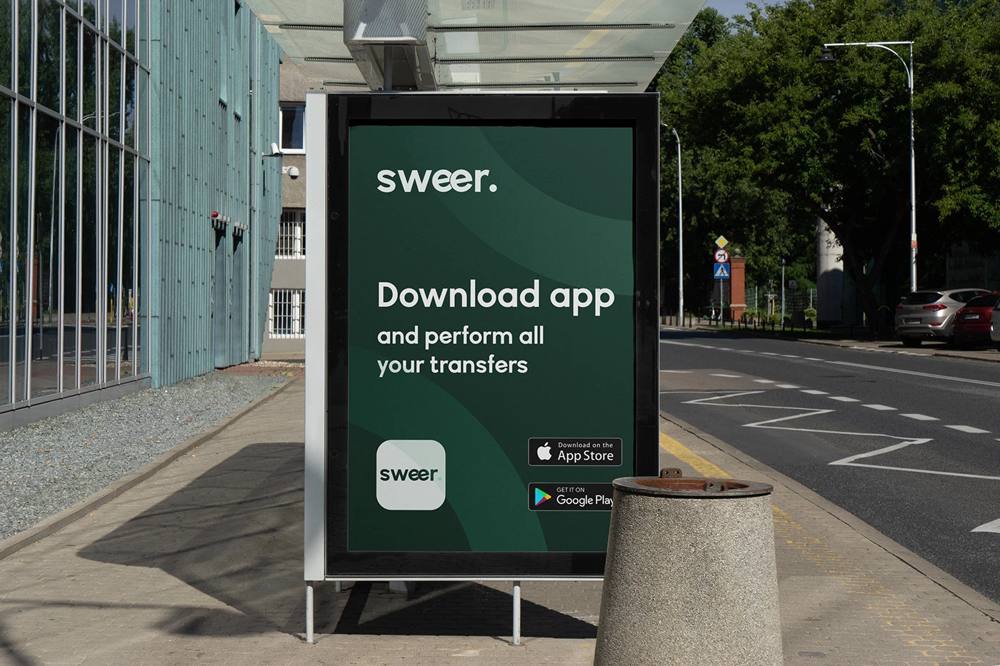 sweer.
Download app
and perform all
your transfers
sweer.
Download on the
App Store
GET IT ON
Google Play
21